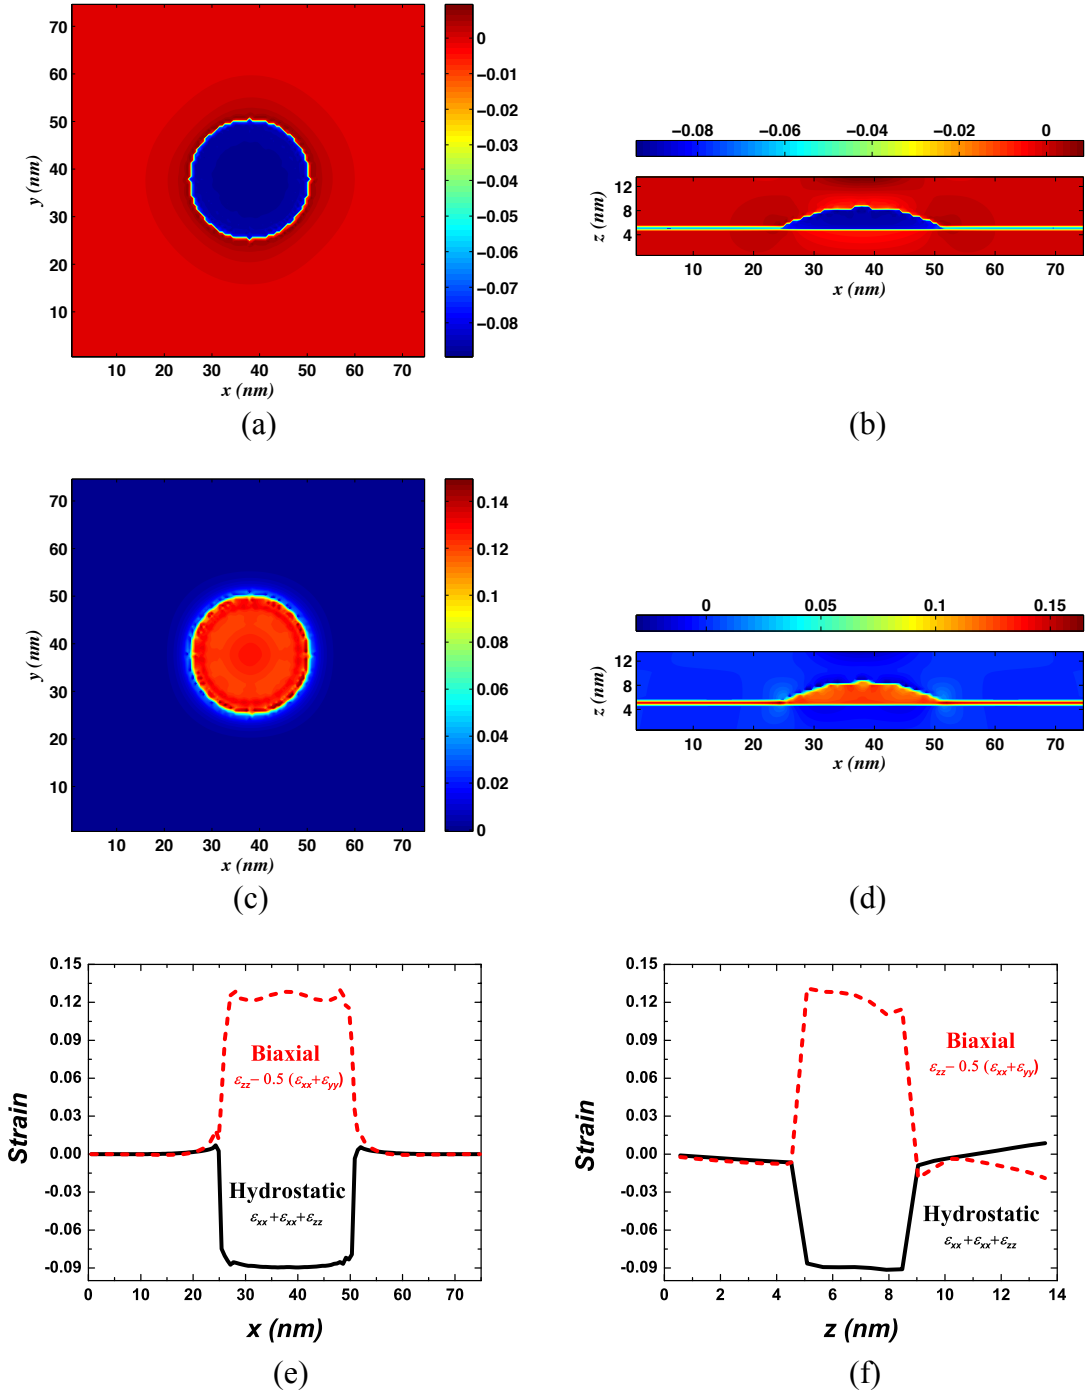 70
60
50
40
30
20
10
y (nm)
10 20 30 40 50 60 70
x (nm)
0
−0.01
−0.02
−0.03
−0.04
−0.05
−0.06
−0.07
−0.08
(a)
−0.08 −0.06 −0.04 −0.02 0
12
8
4
z (nm)
10 20 30 40 50 60 70
x (nm)
(b)
70
60
50
40
30
20
10
y (nm)
10 20 30 40 50 60 70
x (nm)
0.14
0.12
0.1
0.08
0.06
0.04
0.02
0
(c)
0 0.05 0.1 0.15
12
8
4
z (nm)
10 20 30 40 50 60 70
x (nm)
(d)
0.15
0.12
0.09
0.06
0.03
0.00
-0.03
-0.06
-0.09
Strain
Biaxial
εzz− 0.5 (εxx+εyy)
Hydrostatic
εxx+εxx+εzz
0 10 20 30 40 50 60 70
x (nm)
(e)
0.15
0.12
0.09
0.06
0.03
0.00
-0.03
-0.06
-0.09
Strain
Biaxial
εzz− 0.5 (εxx+εyy)
Hydrostatic
εxx+εxx+εzz
0 2 4 6 8 10 12 14
z (nm)
(f)